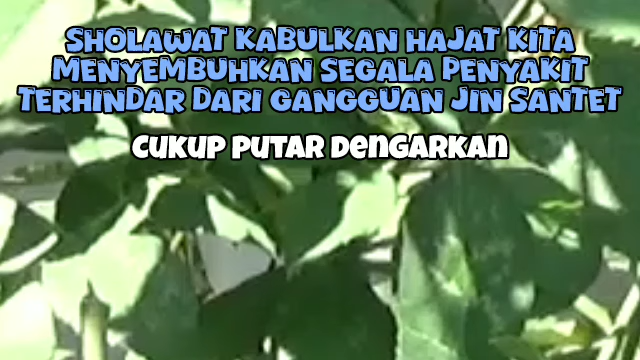 SHOLAWAT KABULKAN HAJAT KITA
MENYEMBUHKAN SEGALA PENYAKIT
TERHINDAR DARI GANGGUAN JIN SANTET
CUKUP PUTAR DENGARKAN